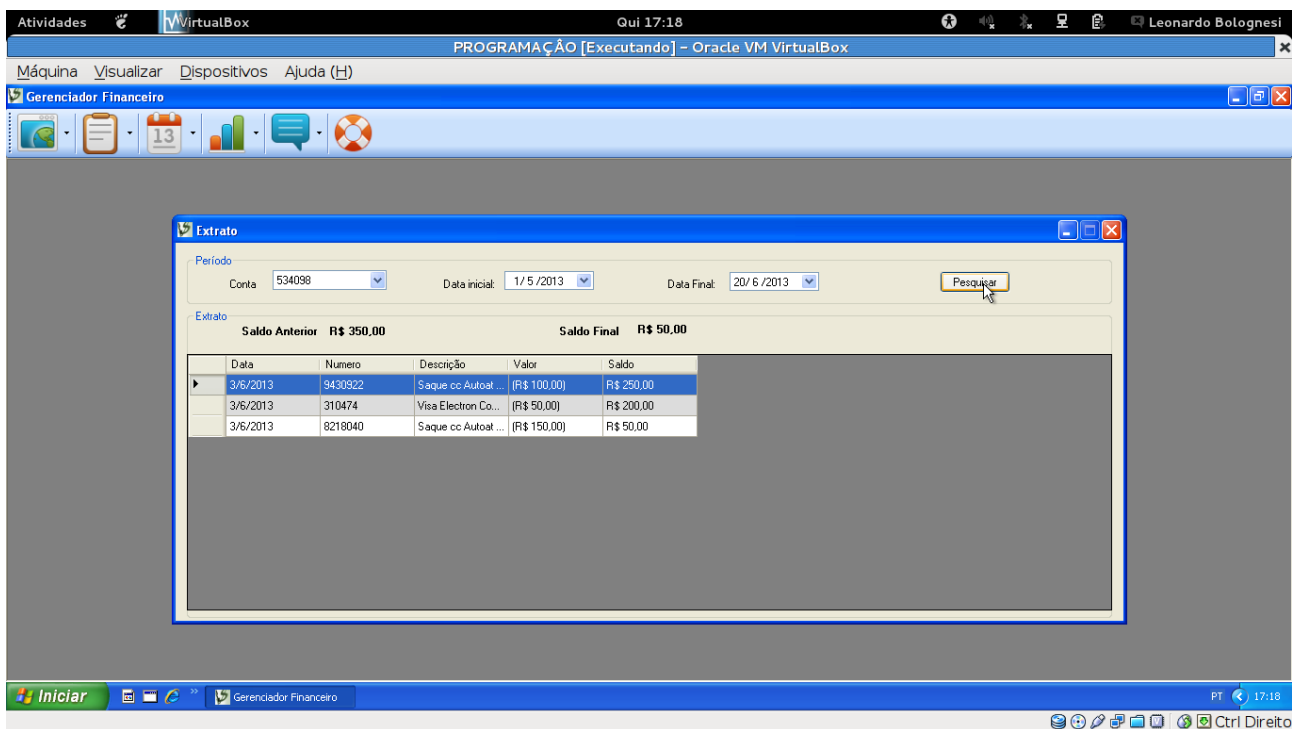 Atividades VirtualBox Qui 17:18 Leonardo Bolognesi
PROGRAMAÇÂO [Executando] - Oracle VM VirtualBox
Máquina Visualizar Dispositivos Ajuda (H)
Gerenciador Financeiro
13
Extrato
Período
Conta 534098 Data inicial: 1/ 5 /2013 Data Final: 20/ 6 /2013 Pesquisar
Extrato
Saldo Anterior R$ 350,00 Saldo Final R$ 50,00
Data Numero Descrição Valor Saldo
3/6/2013 9430922 Saque cc Autoat ... (R$ 100,00) R$ 250,00
3/6/2013 310474 Visa Electron Co... (R$ 50,00) R$ 200,00
3/6/2013 8218040 Saque cc Autoat ... (R$ 150,00) R$ 50,00
Iniciar Gerenciador Financeiro PT 17:18
Ctrl Direito